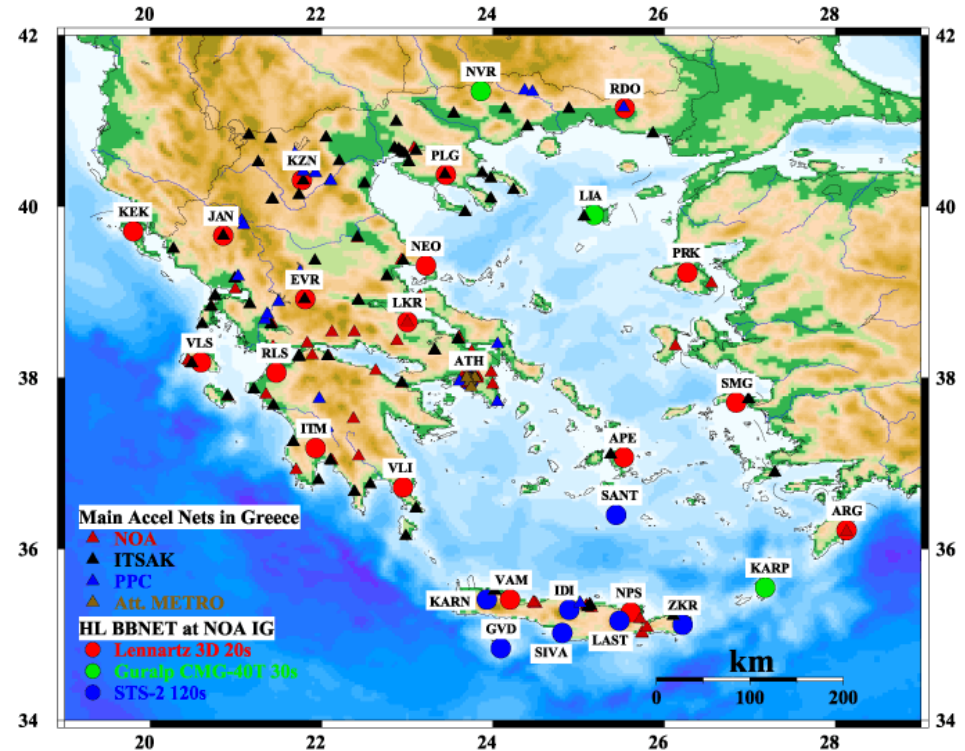 20 22 24 26 28
42 42
NVR
RDO
KZN
PLG
LIA
40 40
KEK
JAN
NEO
PRK
EVR
LKR
VLS
RLS
ATH
38 38
SMG
ITM
APE
VLI
SANT
ARG
Main Accel Nets in Greece
NOA
ITSAK
PPC
Att. METRO
HL BBNET at NOA IG
Lennartz 3D 20s
Guralp CMG-40T 30s
STS-2 120s
36 36
KARP
VAM
IDI
NPS
KARN
ZKR
GVD
LAST
SIVA
km
0 100 200
34 34
20 22 24 26 28